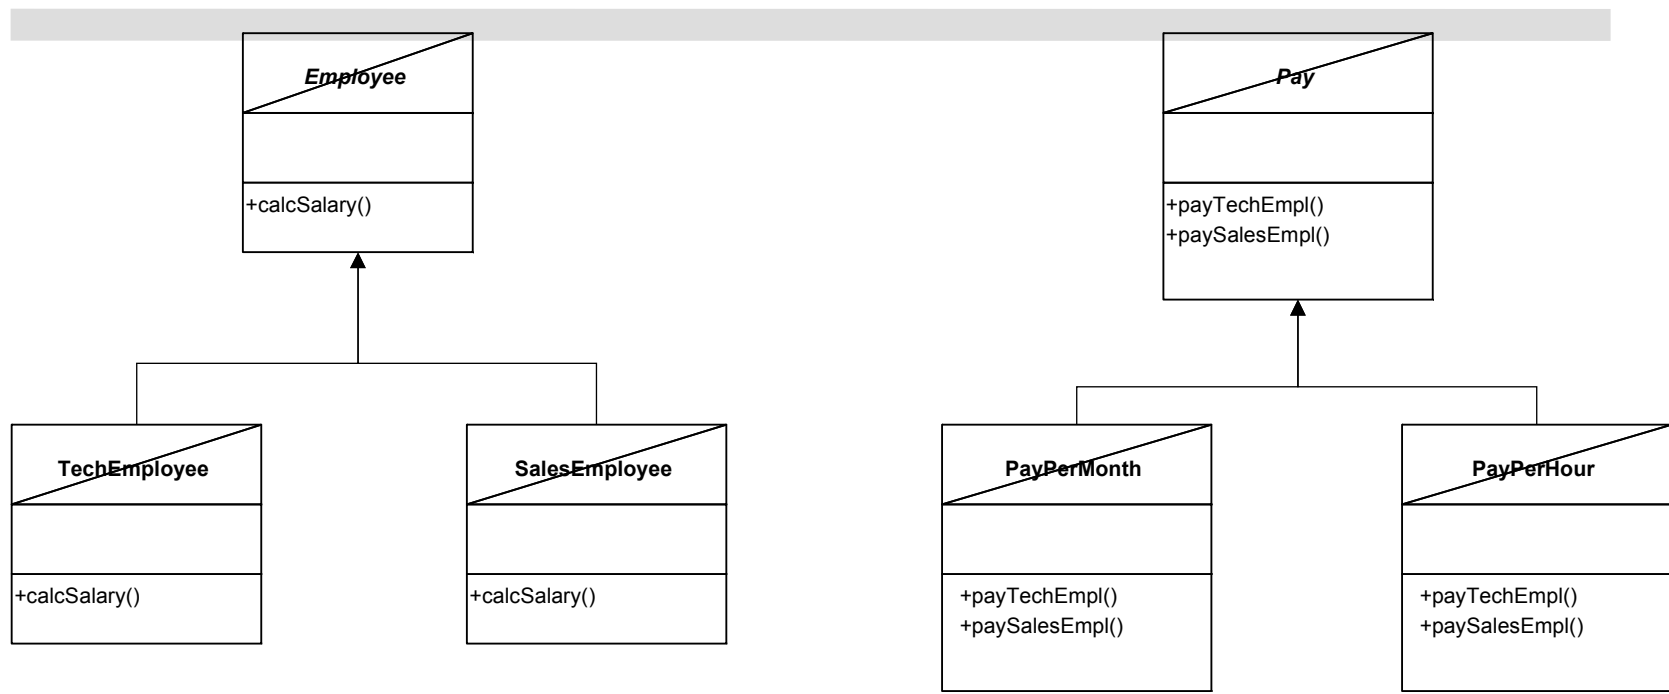 Employee
+calcSalary()
Pay
+payTechEmpl()
+paySalesEmpl()
TechEmployee
+calcSalary()
SalesEmployee
+calcSalary()
PayPerMonth
+payTechEmpl()
+paySalesEmpl()
PayPerHour
+payTechEmpl()
+paySalesEmpl()